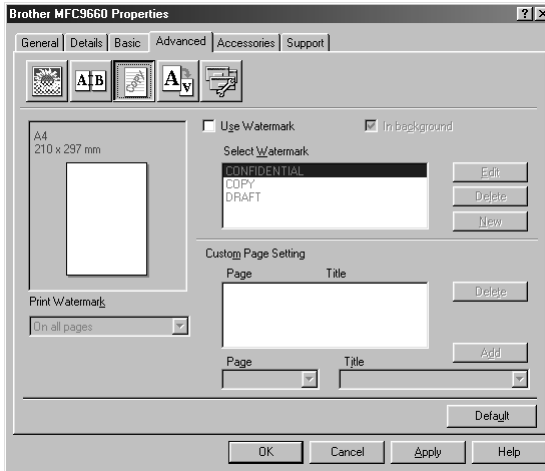 Brother MFC9660 Properties
General Details Basic Advanced Accessories Support
A B
copy
A
A4
210 x 297 mm
Use Watermark
In background
Select Watermark
CONFIDENTIAL
COPY
DRAFT
Edit
Delete
New
Custom Page Setting
Page Title
Delete
Add
Print Watermark
On all pages
Page Title
Default
OK Cancel Apply Help